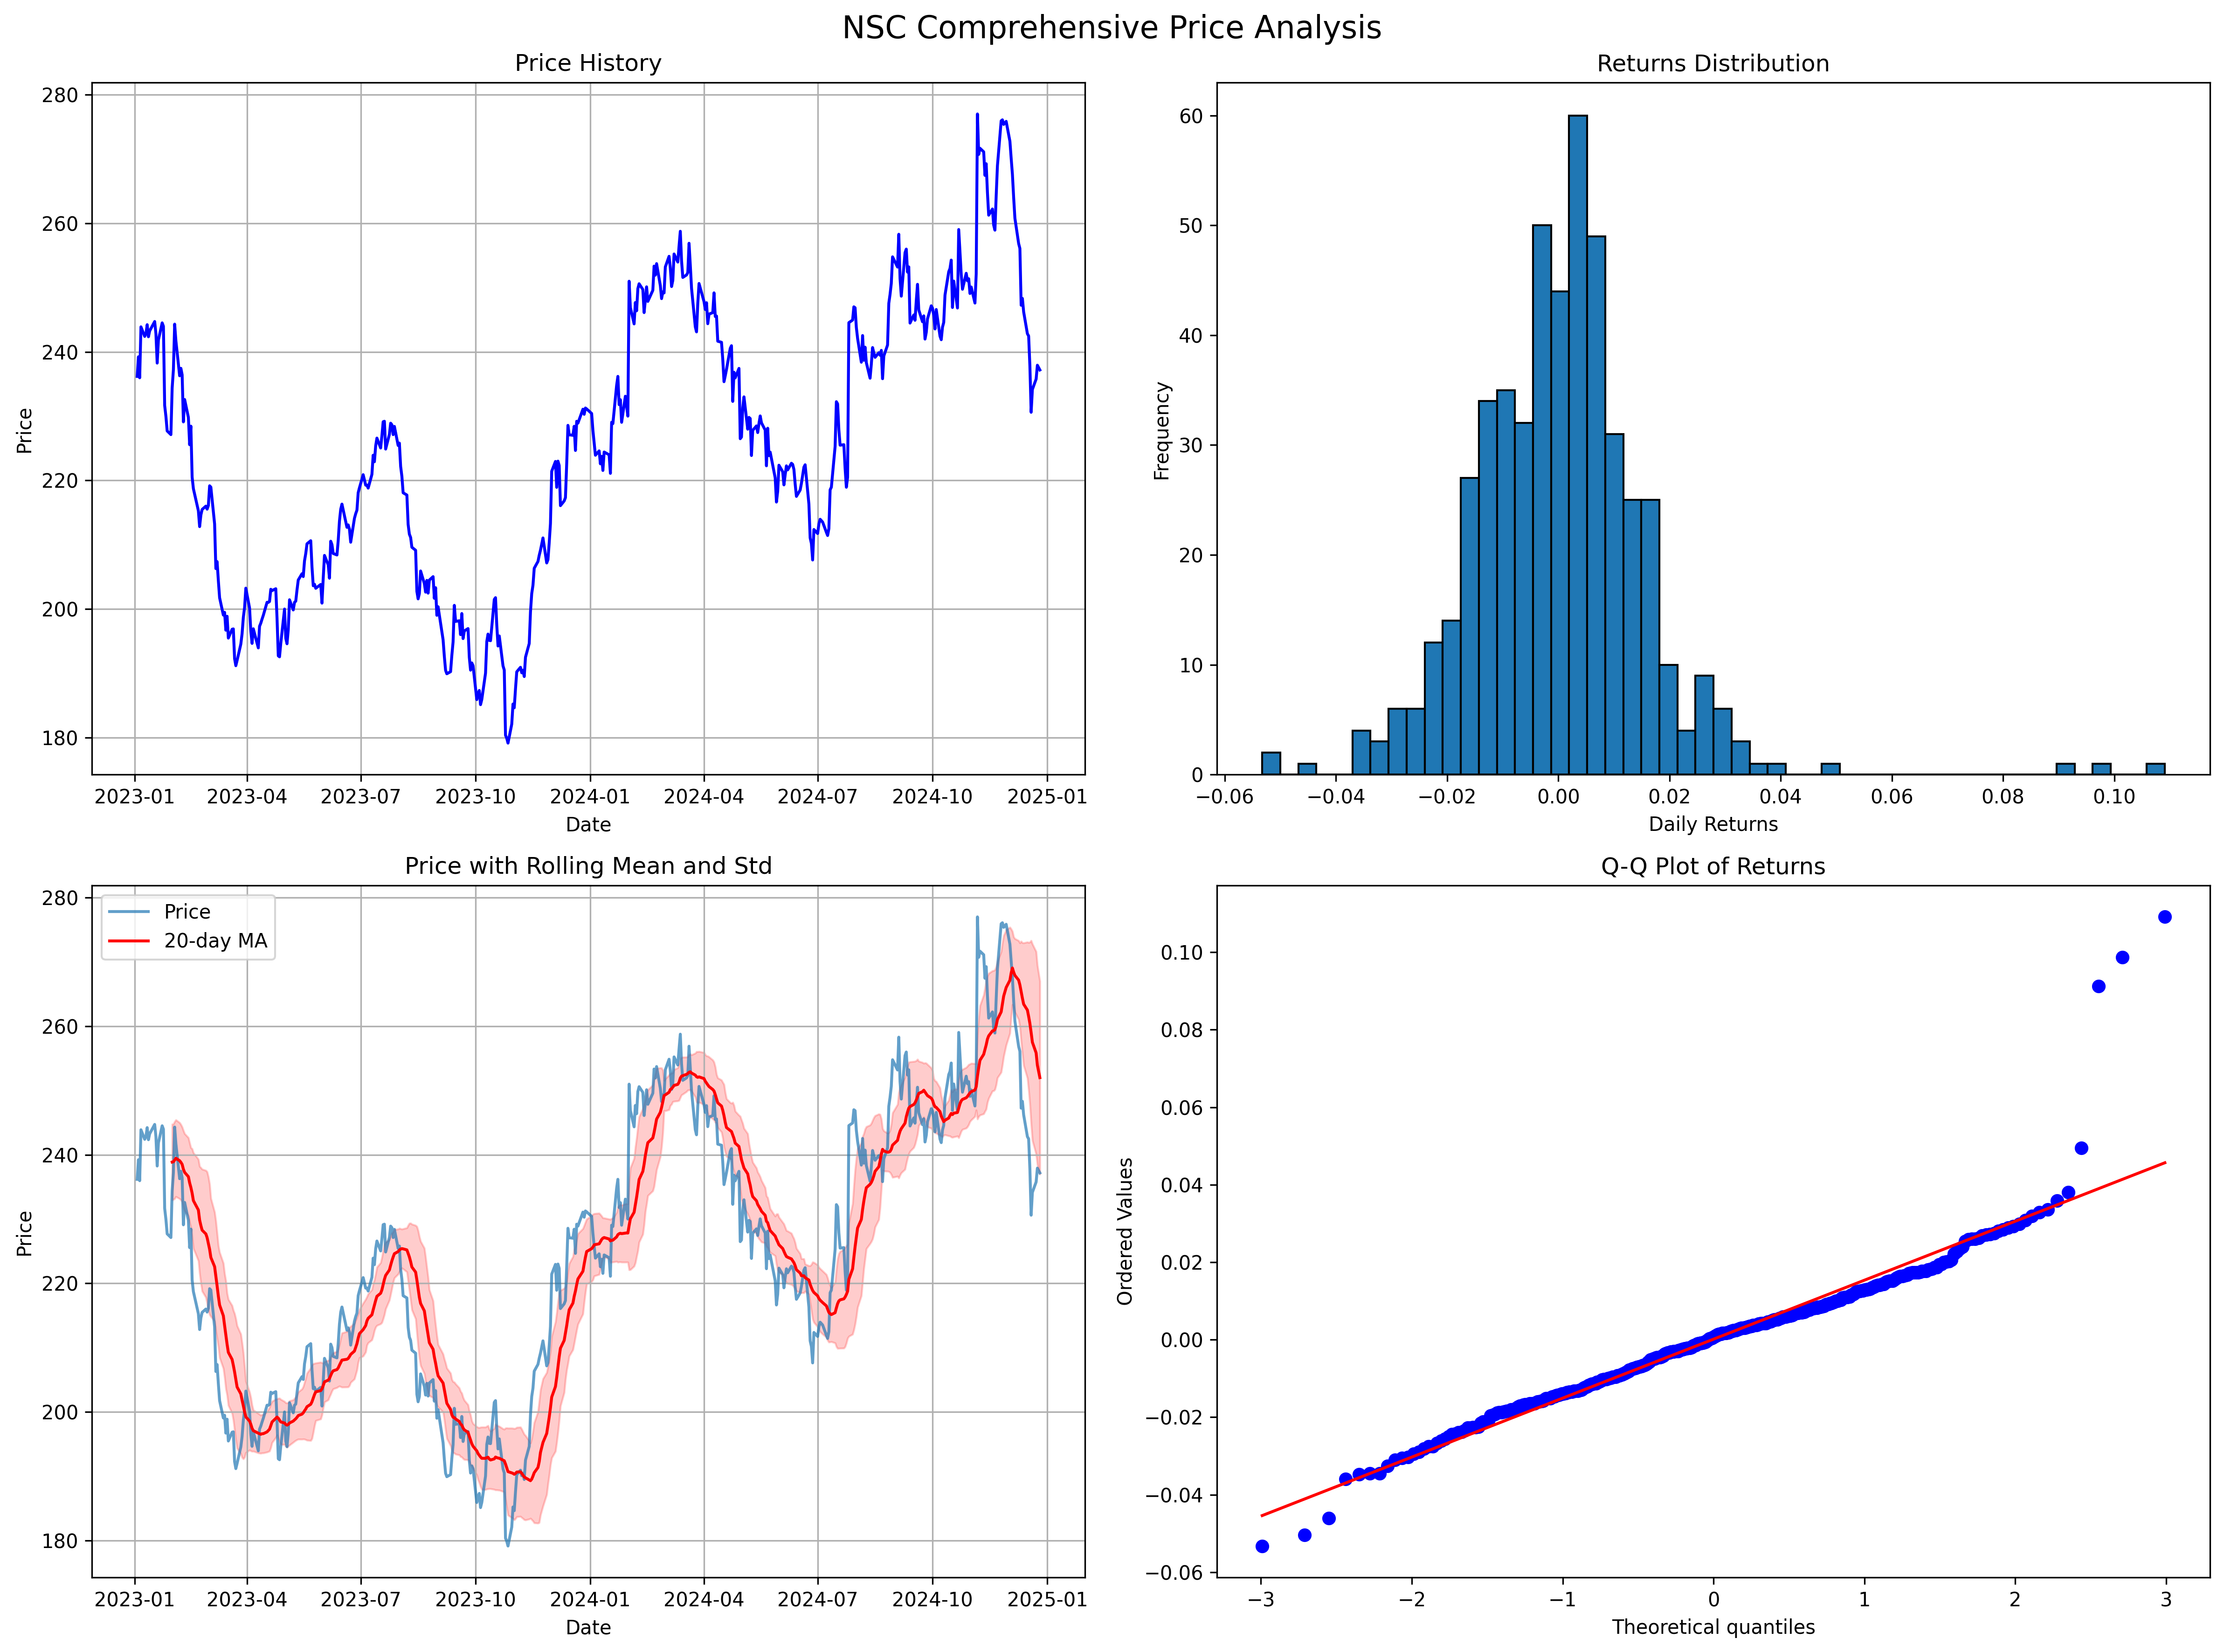 NSC Comprehensive Price Analysis
Price History
280
260
240
220
200
180
Price
2023-01 2023-04 2023-07 2023-10 2024-01 2024-04 2024-07 2024-10 2025-01
Date
Returns Distribution
60
50
40
30
20
10
0
Frequency
−0.06 −0.04 −0.02 0.00 0.02 0.04 0.06 0.08 0.10
Daily Returns
Price with Rolling Mean and Std
Price
20-day MA
280
260
240
220
200
180
Price
2023-01 2023-04 2023-07 2023-10 2024-01 2024-04 2024-07 2024-10 2025-01
Date
Q-Q Plot of Returns
0.10
0.08
0.06
0.04
0.02
0.00
−0.02
−0.04
−0.06
Ordered Values
−3 −2 −1 0 1 2 3
Theoretical quantiles